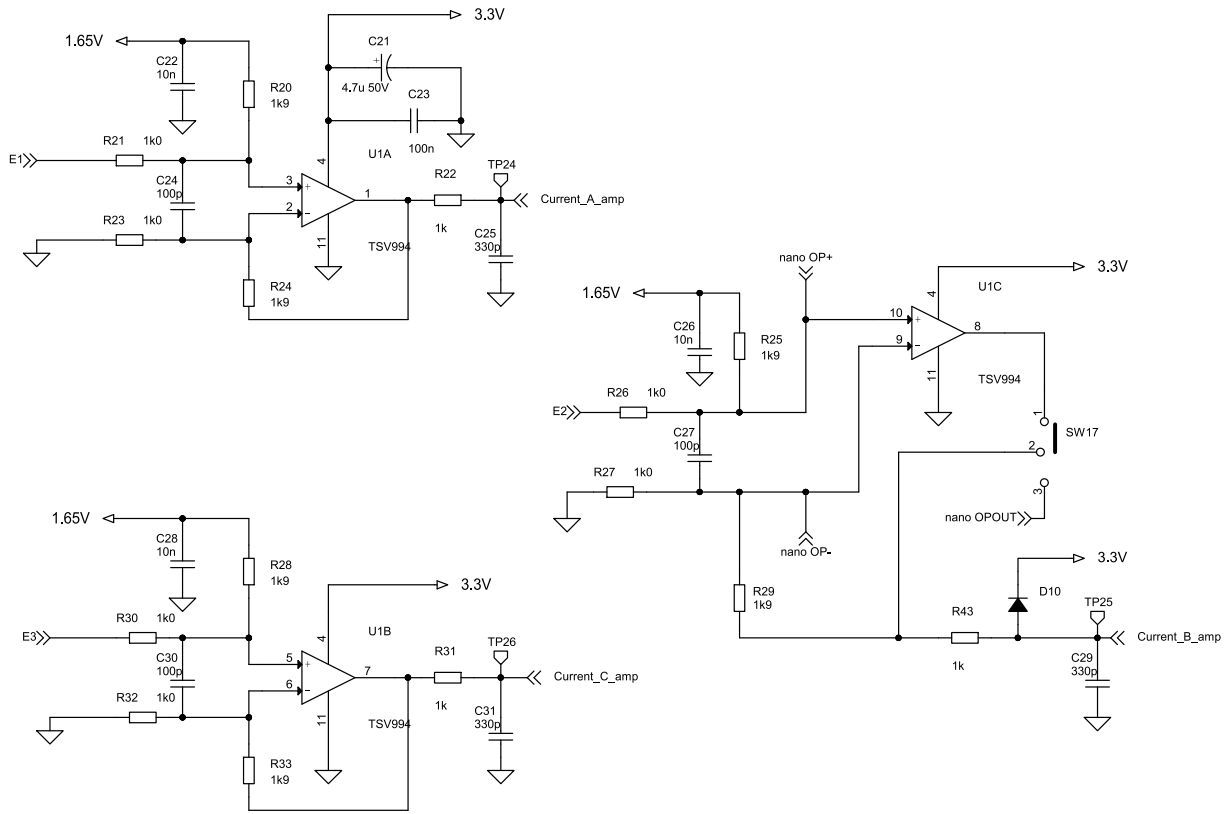 3.3V
1.65V
C21
4.7u 50V
C22
10n
R20
1k9
C23
100n
R21 1k0
E1
U1A
4
C24
100p
3
+
2
−
1
11
TP24
R22
1k
Current_A_amp
R23 1k0
TSV994
C25
330p
R24
1k9
nano OP+
3.3V
1.65V
U1C
4
10
+
9
−
8
11
C26
10n
R25
1k9
TSV994
R26 1k0
E2
C27
100p
1
SW17
2
3
R27 1k0
nano OPOUT
nano OP-
1.65V
C28
10n
R28
1k9
3.3V
3.3V
D10
R29
1k9
R43
1k
TP25
Current_B_amp
C29
330p
R30 1k0
E3
U1B
4
C30
100p
5
+
6
−
7
11
TP26
R31
1k
Current_C_amp
R32 1k0
TSV994
C31
330p
R33
1k9